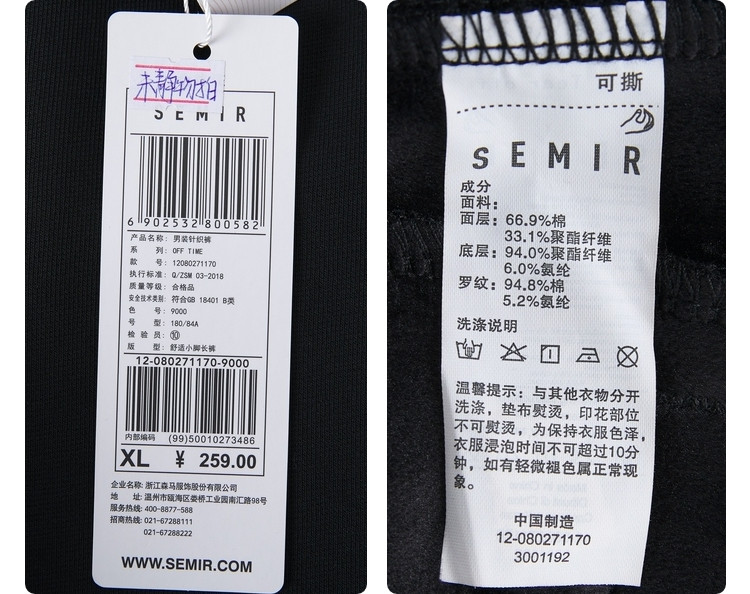 未静物拍
SEMIR
6 902532 800582
产品名称: 男装针织裤
系 列: OFF TIME
款 号: 12080271170
执行标准: Q/ZSM 03-2018
质量等级: 合格品
安全技术类别: 符合GB 18401 B类
色 号: 9000
号 型: 180/84A
检 验 员: ⑩
版 型: 舒适小脚长裤
12-080271170-9000
内部编码 (99)50010273486
XL ¥ 259.00
企业名称: 浙江森马服饰股份有限公司
地 址: 温州市瓯海区娄桥工业园南汇路98号
服务热线: 400-8877-588
招商热线: 021-67288111
021-67288222
WWW.SEMIR.COM
可撕
SEMIR
成分
面料:
面层: 66.9%棉
33.1%聚酯纤维
底层: 94.0%聚酯纤维
6.0%氨纶
罗纹: 94.8%棉
5.2%氨纶
洗涤说明
温馨提示: 与其他衣物分开
洗涤, 垫布熨烫, 印花部位
不可熨烫, 为保持衣服色泽,
衣服浸泡时间不可超过10分
钟, 如有轻微褪色属正常现
象。
中国制造
12-080271170
3001192